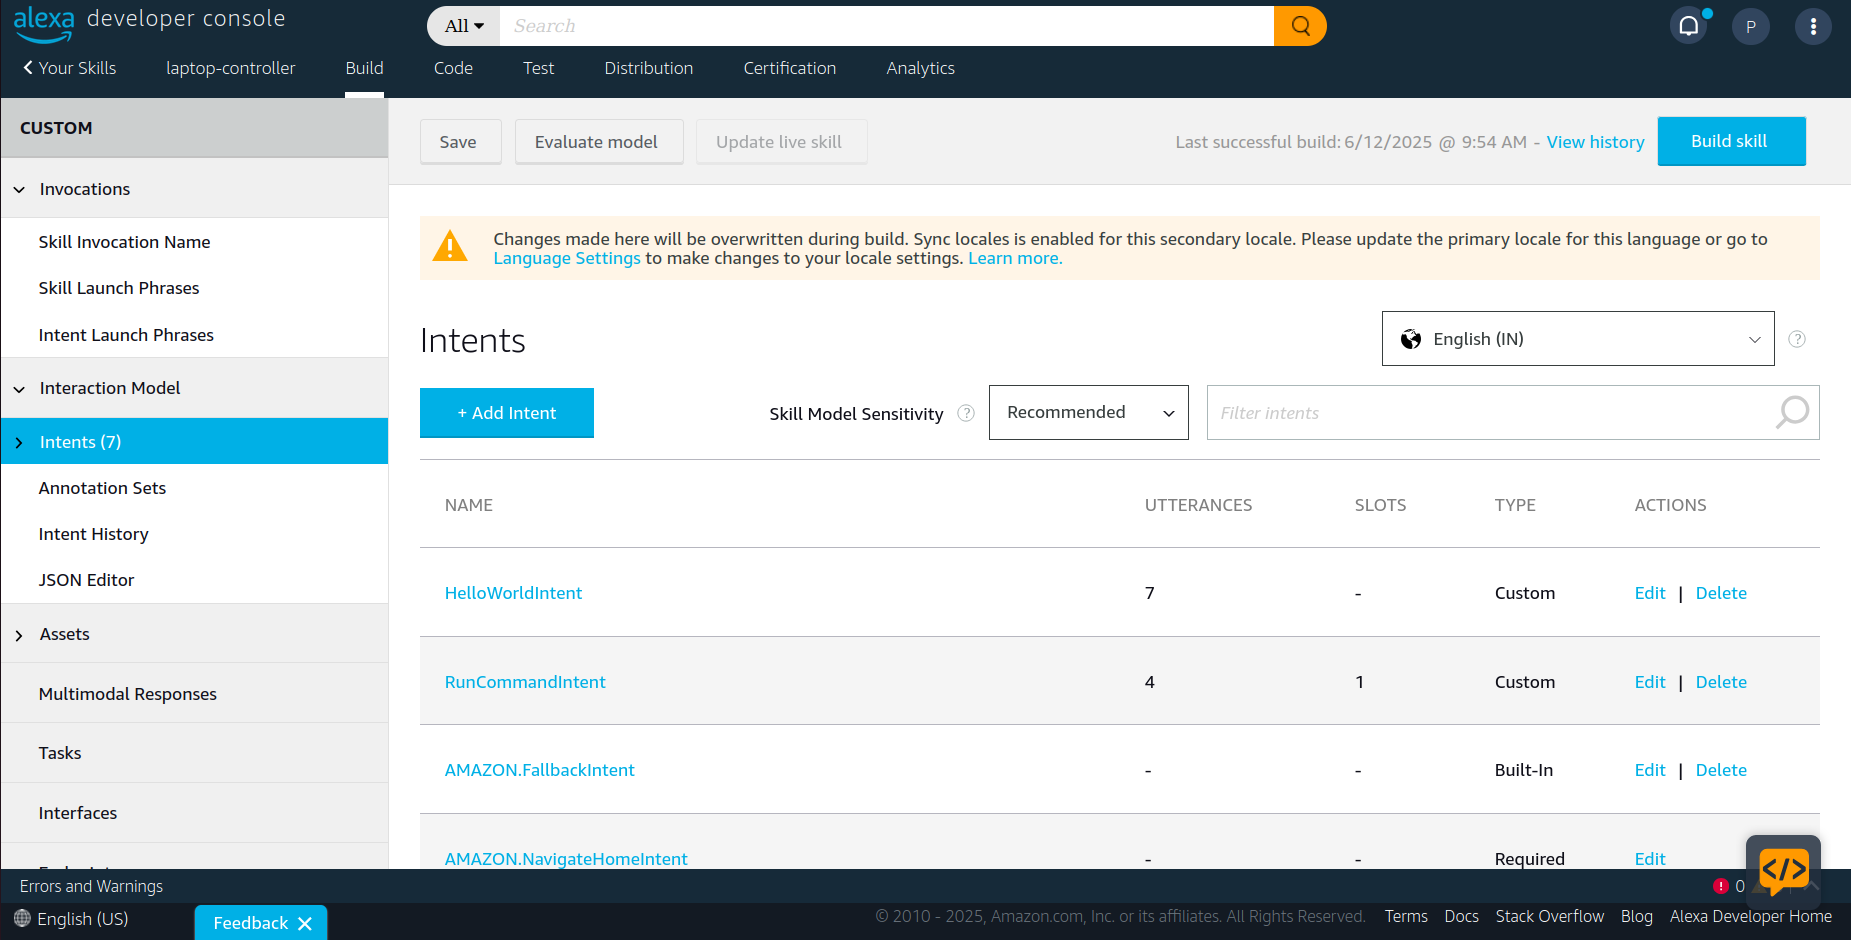 alexa developer console
All
Search
P
Your Skills
laptop-controller
Build
Code
Test
Distribution
Certification
Analytics
CUSTOM
Invocations
Skill Invocation Name
Skill Launch Phrases
Intent Launch Phrases
Interaction Model
Intents (7)
Annotation Sets
Intent History
JSON Editor
Assets
Multimodal Responses
Tasks
Interfaces
Save
Evaluate model
Update live skill
Last successful build: 6/12/2025 @ 9:54 AM - View history
Build skill
Changes made here will be overwritten during build. Sync locales is enabled for this secondary locale. Please update the primary locale for this language or go to
Language Settings to make changes to your locale settings. Learn more.
Intents
English (IN)
?
+ Add Intent
Skill Model Sensitivity
?
Recommended
Filter intents
NAME UTTERANCES SLOTS TYPE ACTIONS
HelloWorldIntent 7 - Custom Edit | Delete
RunCommandIntent 4 1 Custom Edit | Delete
AMAZON.FallbackIntent - - Built-In Edit | Delete
AMAZON.NavigateHomeIntent - - Required Edit
Errors and Warnings
0
</>
English (US)
Feedback
© 2010 - 2025, Amazon.com, Inc. or its affiliates. All Rights Reserved.
Terms
Docs
Stack Overflow
Blog
Alexa Developer Home